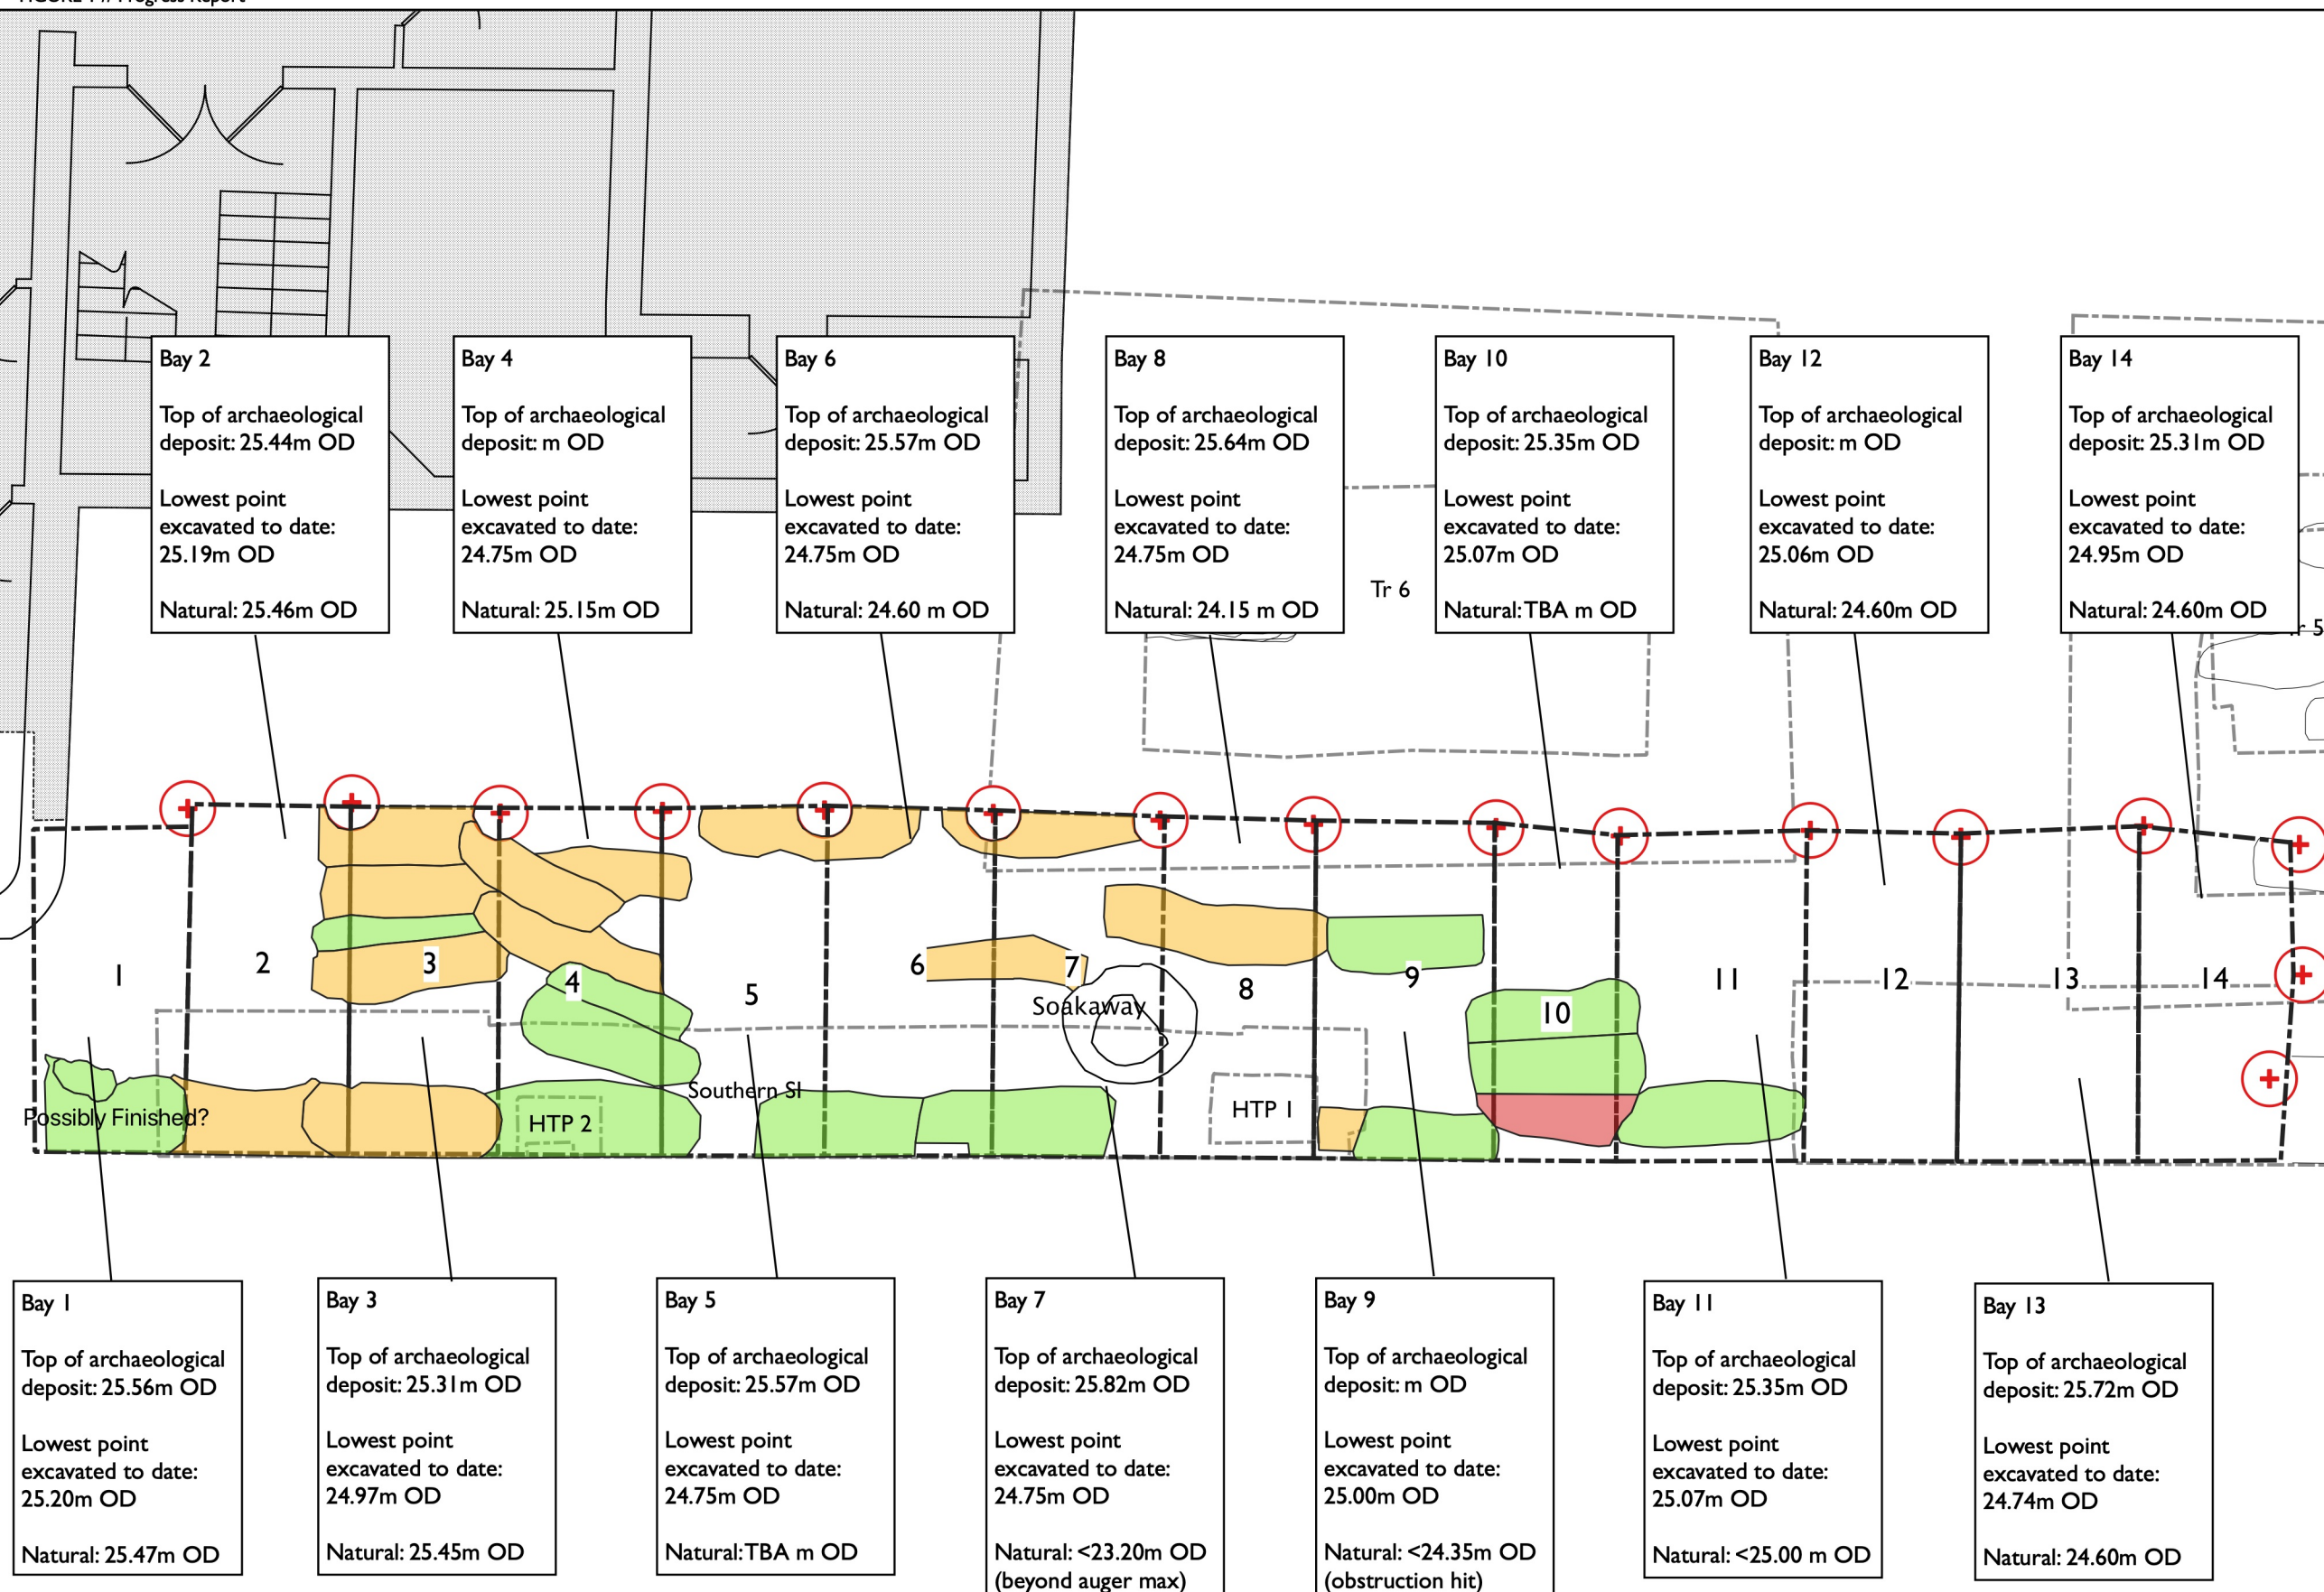 Bay 2
Top of archaeological
deposit: 25.44m OD
Lowest point
excavated to date:
25.19m OD
Natural: 25.46m OD
Bay 4
Top of archaeological
deposit: m OD
Lowest point
excavated to date:
24.75m OD
Natural: 25.15m OD
Bay 6
Top of archaeological
deposit: 25.57m OD
Lowest point
excavated to date:
24.75m OD
Natural: 24.60 m OD
Bay 8
Top of archaeological
deposit: 25.64m OD
Lowest point
excavated to date:
24.75m OD
Natural: 24.15 m OD
Tr 6
Bay 10
Top of archaeological
deposit: 25.35m OD
Lowest point
excavated to date:
25.07m OD
Natural: TBA m OD
Bay 12
Top of archaeological
deposit: m OD
Lowest point
excavated to date:
25.06m OD
Natural: 24.60m OD
Bay 14
Top of archaeological
deposit: 25.31m OD
Lowest point
excavated to date:
24.95m OD
Natural: 24.60m OD
1
2
3
4
5
6
7
8
9
10
11
12
13
14
Soakaway
Southern SI
Possibly Finished?
HTP 2
HTP 1
Bay 1
Top of archaeological
deposit: 25.56m OD
Lowest point
excavated to date:
25.20m OD
Natural: 25.47m OD
Bay 3
Top of archaeological
deposit: 25.31m OD
Lowest point
excavated to date:
24.97m OD
Natural: 25.45m OD
Bay 5
Top of archaeological
deposit: 25.57m OD
Lowest point
excavated to date:
24.75m OD
Natural: TBA m OD
Bay 7
Top of archaeological
deposit: 25.82m OD
Lowest point
excavated to date:
24.75m OD
Natural: <23.20m OD
(beyond auger max)
Bay 9
Top of archaeological
deposit: m OD
Lowest point
excavated to date:
25.00m OD
Natural: <24.35m OD
(obstruction hit)
Bay 11
Top of archaeological
deposit: 25.35m OD
Lowest point
excavated to date:
25.07m OD
Natural: <25.00 m OD
Bay 13
Top of archaeological
deposit: 25.72m OD
Lowest point
excavated to date:
24.74m OD
Natural: 24.60m OD